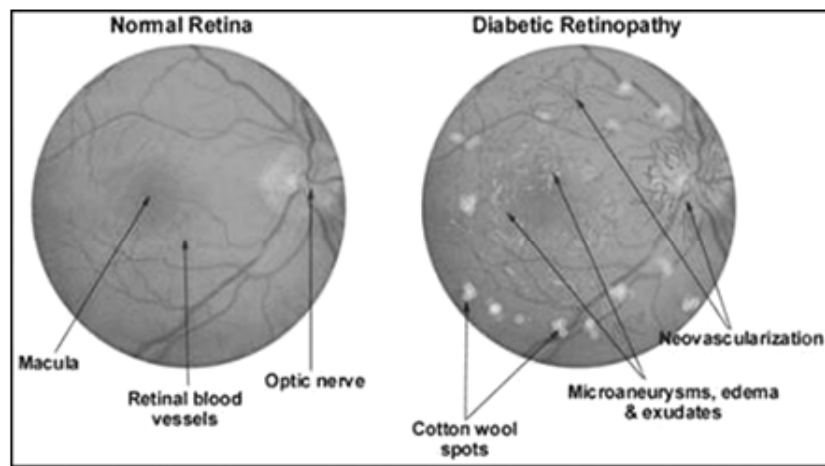 Normal Retina
Diabetic Retinopathy
Macula
Retinal blood
vessels
Optic nerve
Cotton wool
spots
Microaneurysms, edema
& exudates
Neovascularization